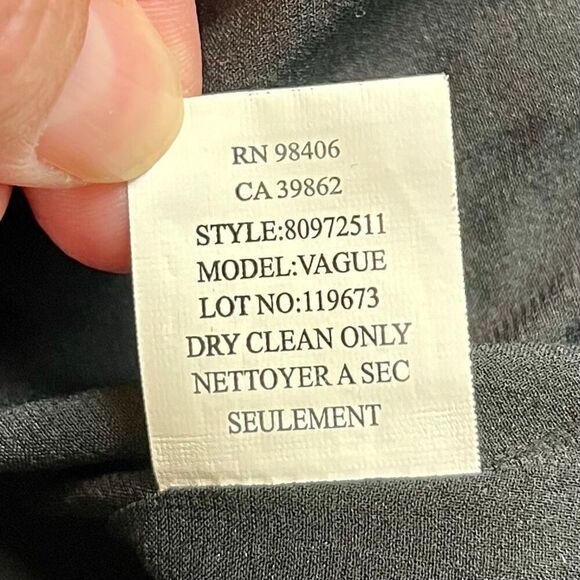 RN 98406
CA 39862
STYLE:80972511
MODEL:VAGUE
LOT NO:119673
DRY CLEAN ONLY
NETTOYER A SEC
SEULEMENT